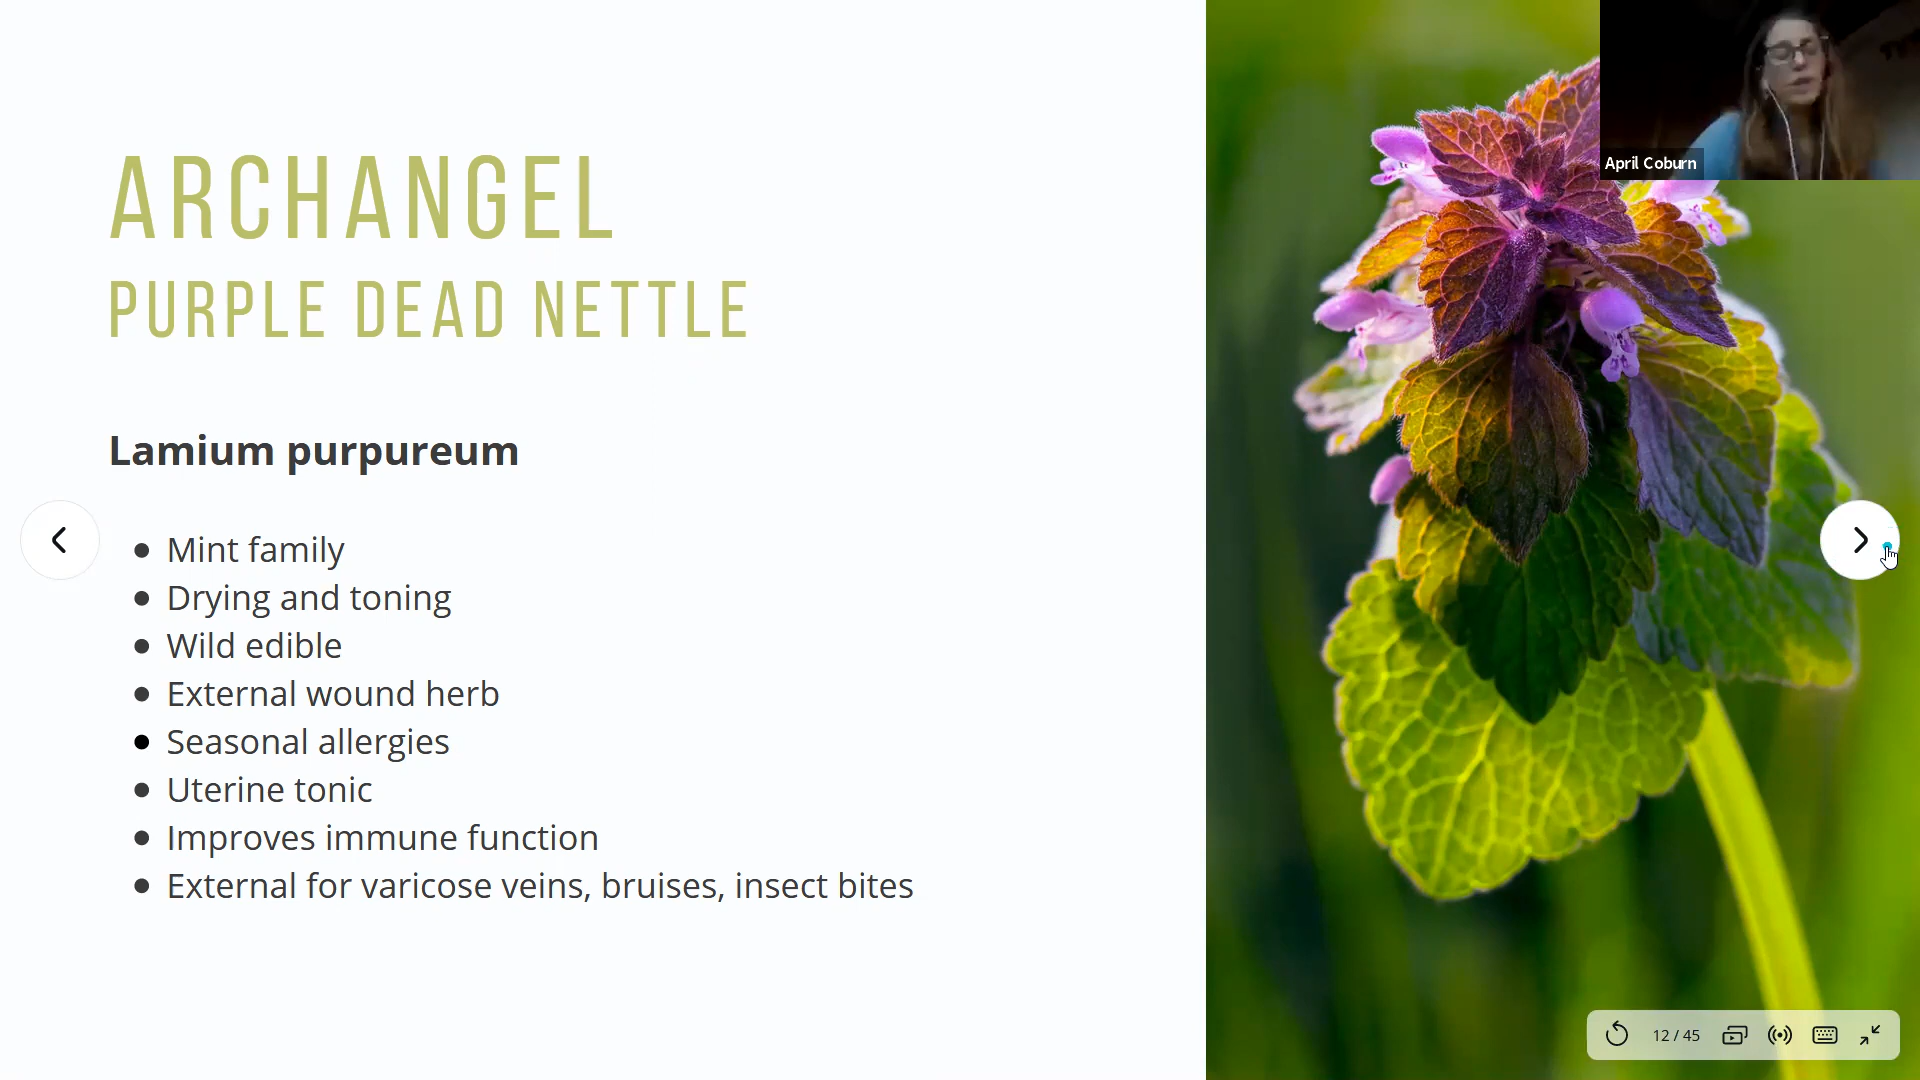 ARCHANGEL
PURPLE DEAD NETTLE
Lamium purpureum
Mint family
Drying and toning
Wild edible
External wound herb
Seasonal allergies
Uterine tonic
Improves immune function
External for varicose veins, bruises, insect bites
April Coburn
12 / 45